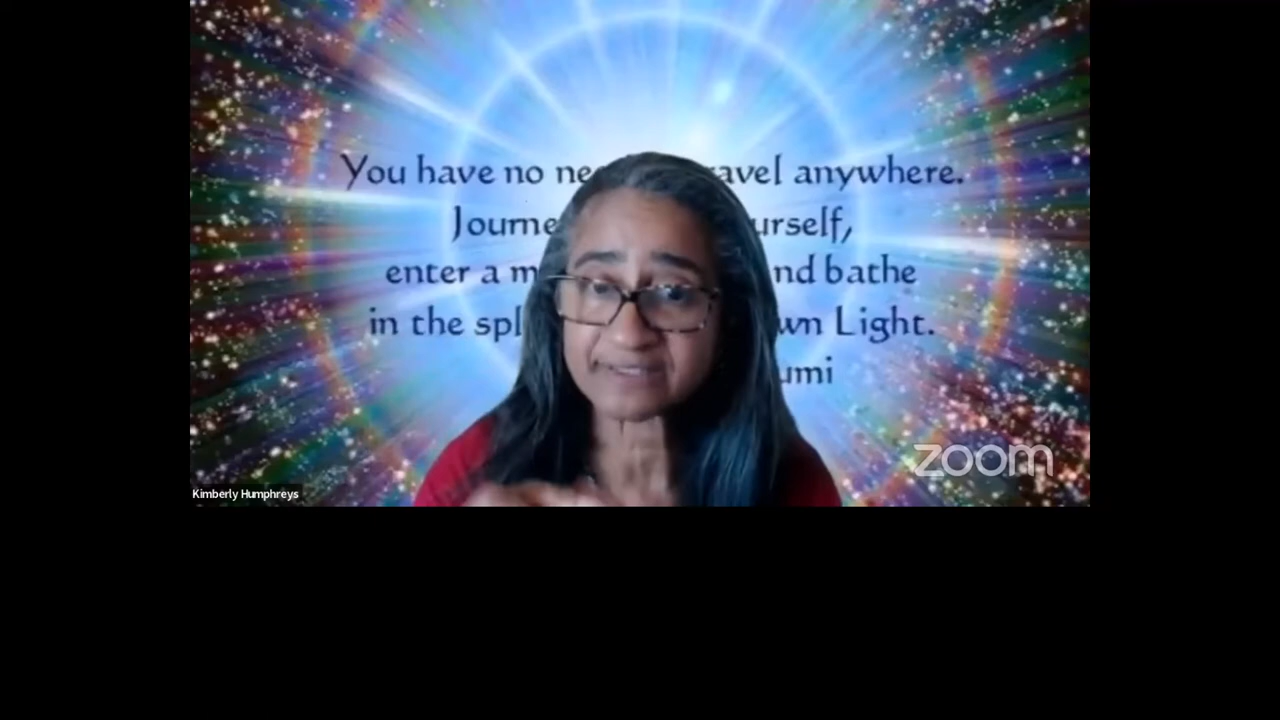 You have no ne ravel anywhere.
Journe urself,
enter a m nd bathe
in the spl wn Light.
umi
zoom
Kimberly Humphreys